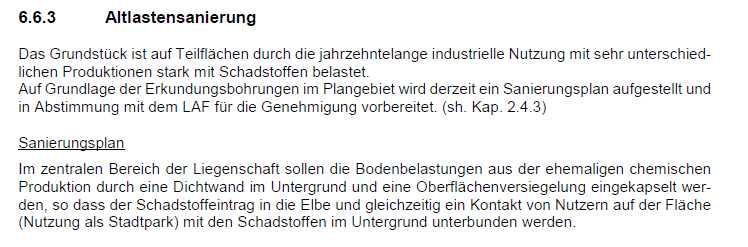 6.6.3 Altlastensanierung
Das Grundstück ist auf Teilflächen durch die jahrzehntelange industrielle Nutzung mit sehr unterschied-
lichen Produktionen stark mit Schadstoffen belastet.
Auf Grundlage der Erkundungsbohrungen im Plangebiet wird derzeit ein Sanierungsplan aufgestellt und
in Abstimmung mit dem LAF für die Genehmigung vorbereitet. (sh. Kap. 2.4.3)
Sanierungsplan
Im zentralen Bereich der Liegenschaft sollen die Bodenbelastungen aus der ehemaligen chemischen
Produktion durch eine Dichtwand im Untergrund und eine Oberflächenversiegelung eingekapselt wer-
den, so dass der Schadstoffeintrag in die Elbe und gleichzeitig ein Kontakt von Nutzern auf der Fläche
(Nutzung als Stadtpark) mit den Schadstoffen im Untergrund unterbunden werden.